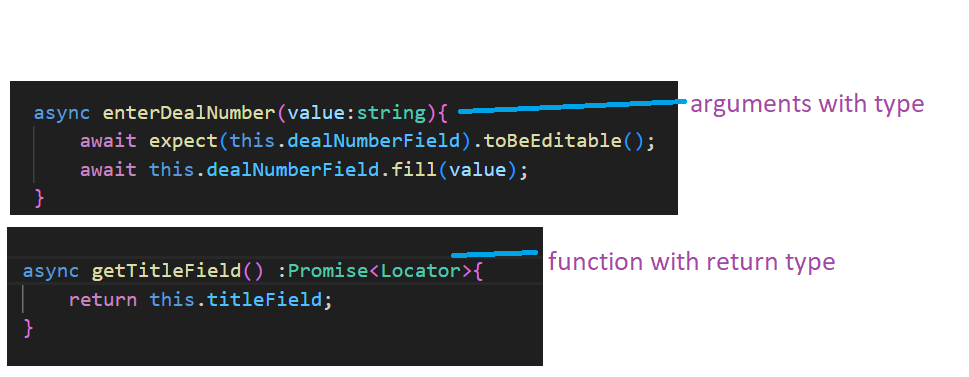 async enterDealNumber(value:string){
arguments with type
await expect(this.dealNumberField).toBeEditable();
await this.dealNumberField.fill(value);
}
async getTitleField() :Promise<Locator>{
function with return type
return this.titleField;
}